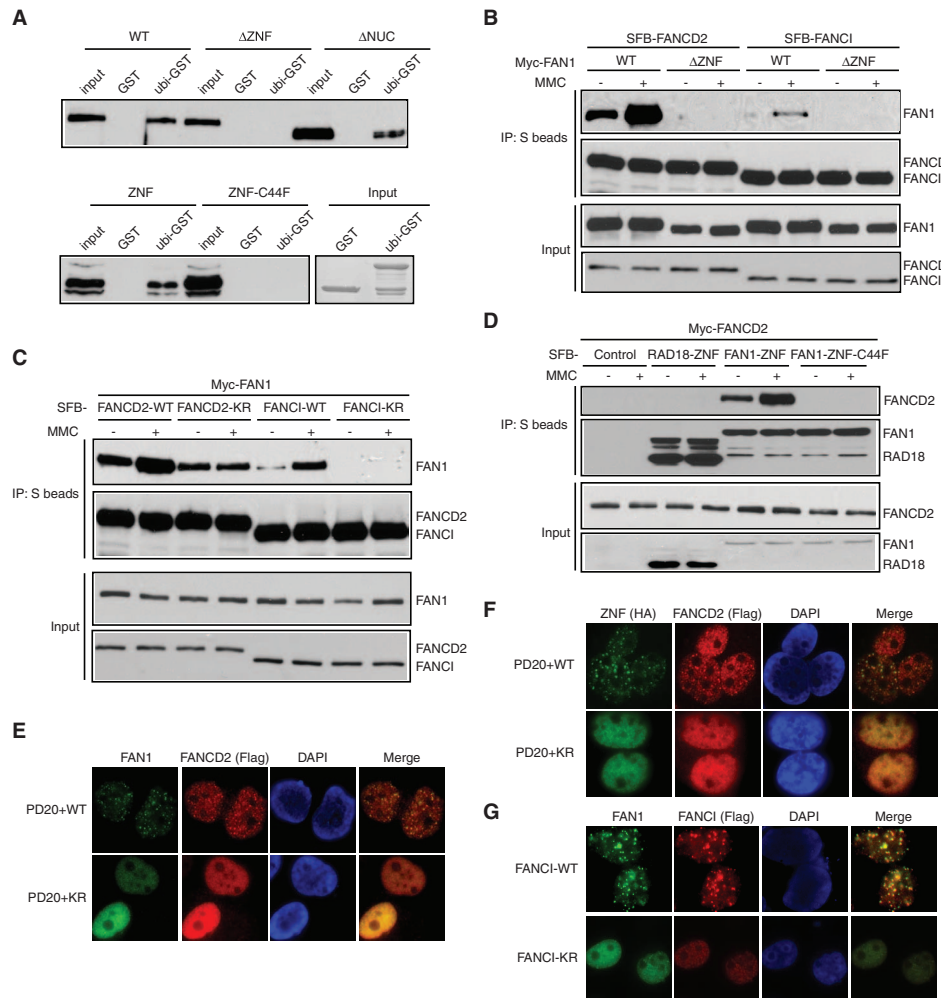 A
WT ΔZNF ΔNUC
input GST ubi-GST input GST ubi-GST input GST ubi-GST
ZNF ZNF-C44F Input
input GST ubi-GST input GST ubi-GST GST ubi-GST
B
SFB-FANCD2 SFB-FANCI
Myc-FAN1 WT ΔZNF WT ΔZNF
MMC - + - + - + - +
IP: S beads
FAN1
FANCD
FANCI
Input
FAN1
FANCD
FANCI
C
Myc-FAN1
SFB- FANCD2-WT FANCD2-KR FANCI-WT FANCI-KR
MMC - + - + - + - +
IP: S beads
FAN1
FANCD2
FANCI
Input
FAN1
FANCD2
FANCI
D
Myc-FANCD2
SFB- Control RAD18-ZNF FAN1-ZNF FAN1-ZNF-C44F
MMC - + - + - + - +
IP: S beads
FANCD2
FAN1
RAD18
Input
FANCD2
FAN1
RAD18
E
FAN1 FANCD2 (Flag) DAPI Merge
PD20+WT
PD20+KR
F
ZNF (HA) FANCD2 (Flag) DAPI Merge
PD20+WT
PD20+KR
G
FAN1 FANCI (Flag) DAPI Merge
FANCI-WT
FANCI-KR